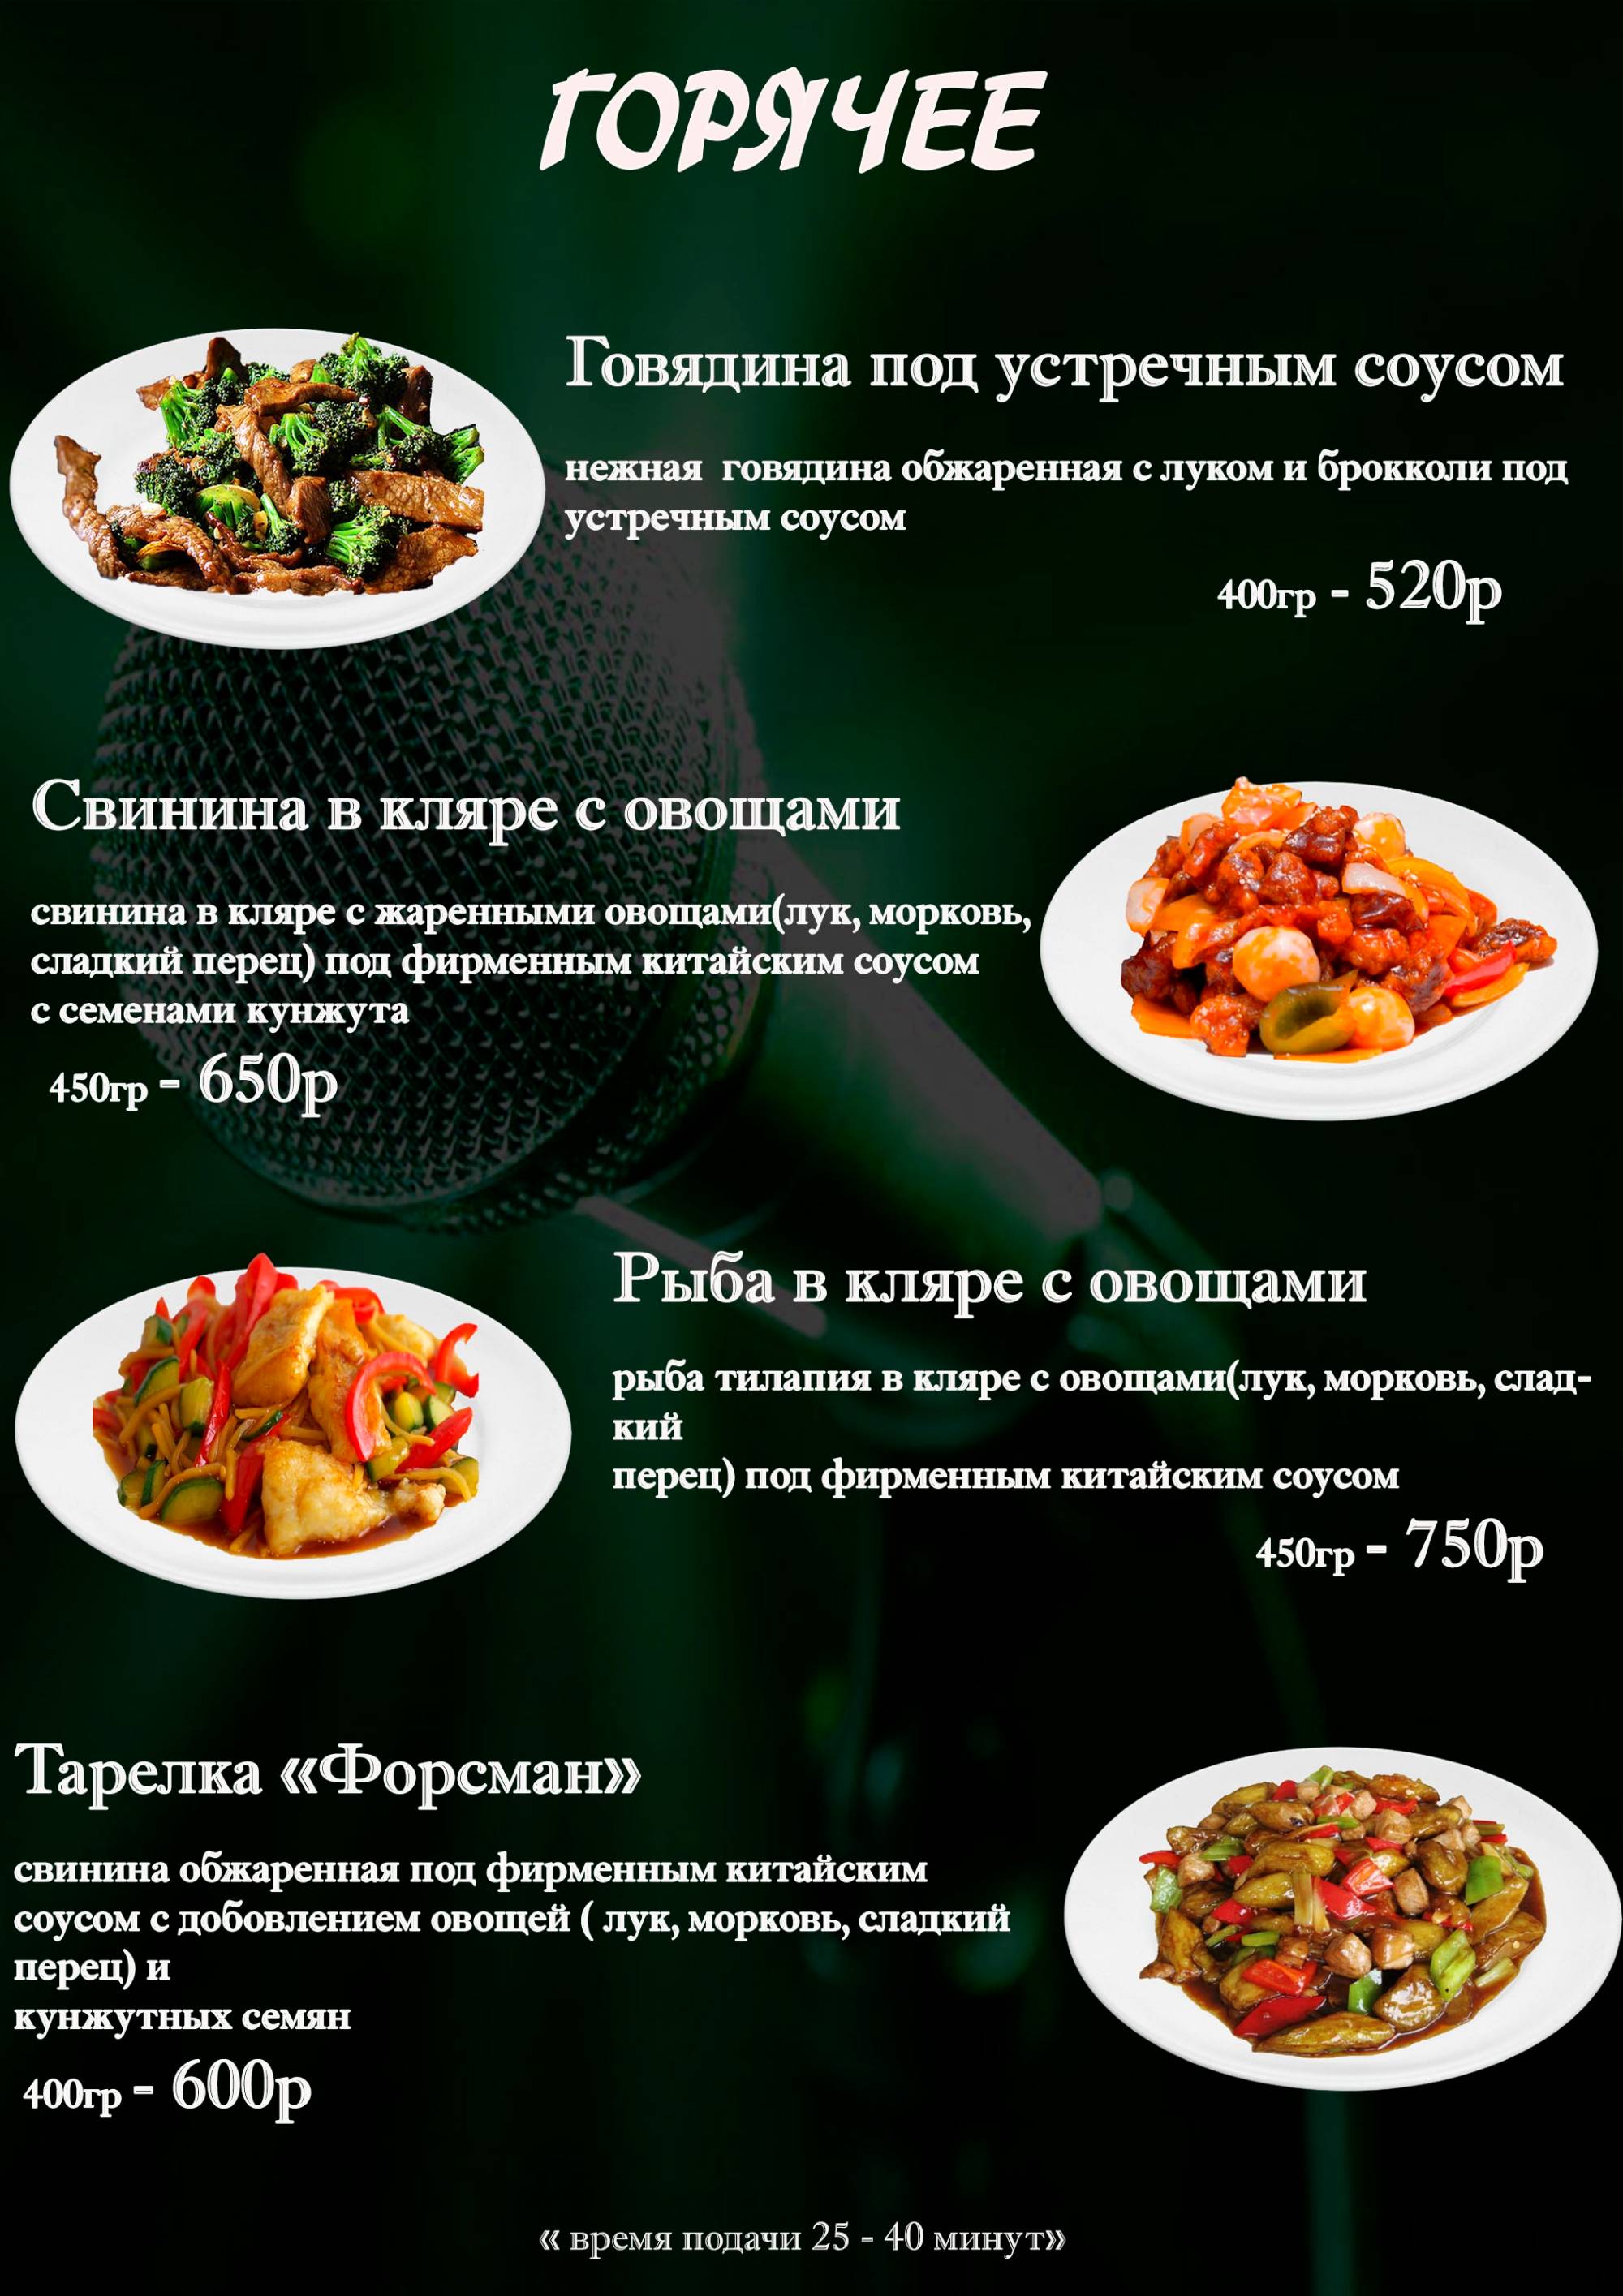 ГОРЯЧЕЕ
Говядина под устречным соусом
нежная говядина обжаренная с луком и брокколи под
устречным соусом
400гр - 520р
Свинина в кляре с овощами
свинина в кляре с жаренными овощами(лук, морковь,
сладкий перец) под фирменным китайским соусом
с семенами кунжута
450гр - 650р
Рыба в кляре с овощами
рыба тилапия в кляре с овощами(лук, морковь, слад-
кий
перец) под фирменным китайским соусом
450гр - 750р
Тарелка «Форсман»
свинина обжаренная под фирменным китайским
соусом с добовлением овощей ( лук, морковь, сладкий
перец) и
кунжутных семян
400гр - 600р
« время подачи 25 - 40 минут»